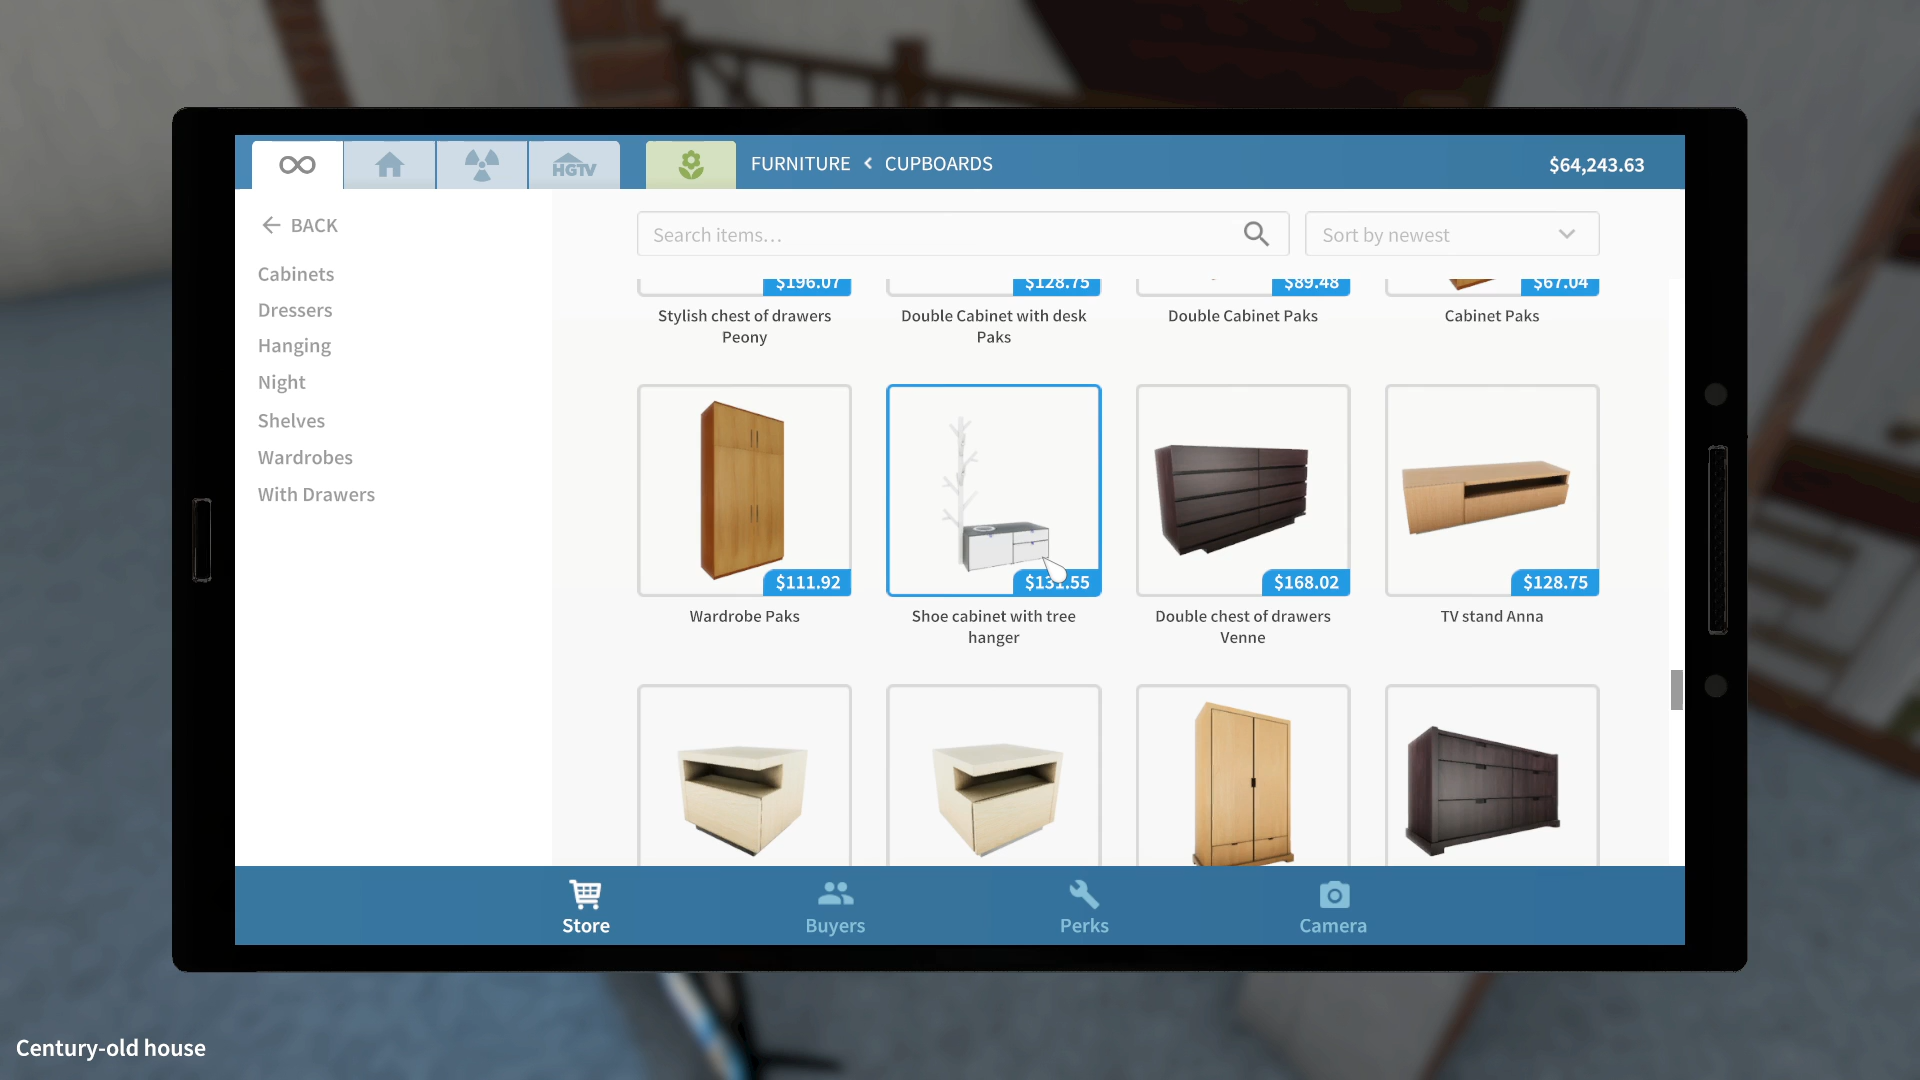 HGTV
FURNITURE < CUPBOARDS
$64,243.63
BACK
Cabinets
Dressers
Hanging
Night
Shelves
Wardrobes
With Drawers
Search items...
Sort by newest
$196.07
$128.75
$89.48
$67.04
Stylish chest of drawers
Peony
Double Cabinet with desk
Paks
Double Cabinet Paks
Cabinet Paks
$111.92
$131.55
$168.02
$128.75
Wardrobe Paks
Shoe cabinet with tree
hanger
Double chest of drawers
Venne
TV stand Anna
Store
Buyers
Perks
Camera
Century-old house